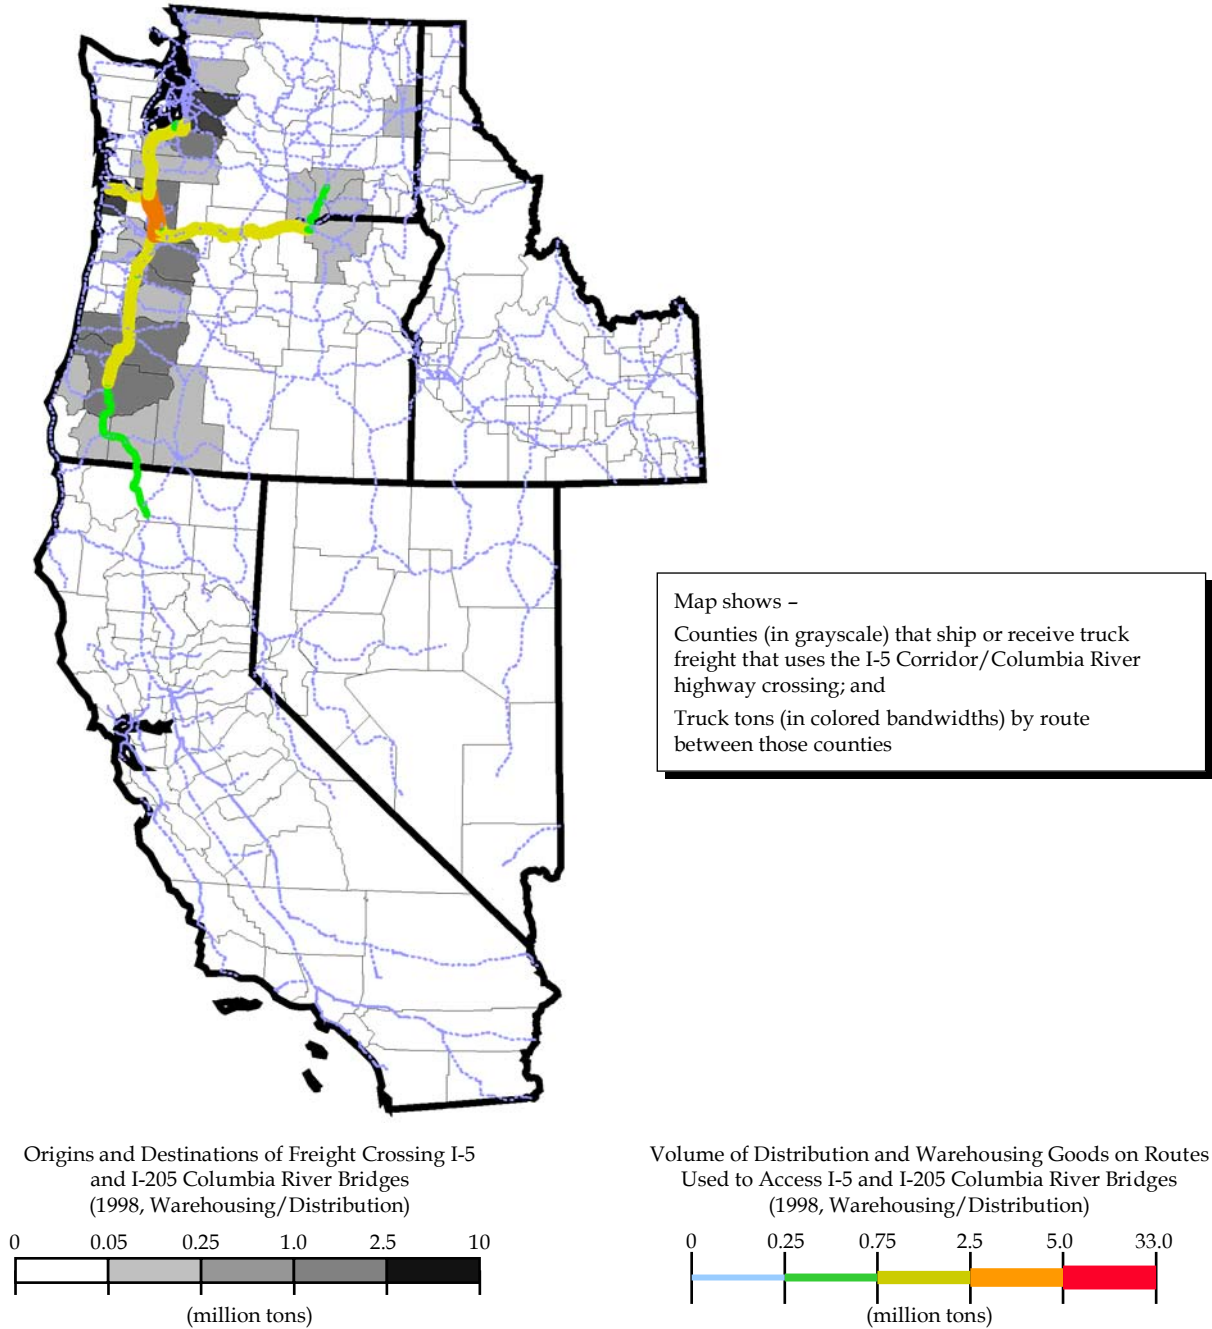 Map shows –
Counties (in grayscale) that ship or receive truck
freight that uses the I-5 Corridor/Columbia River
highway crossing; and
Truck tons (in colored bandwidths) by route
between those counties
Origins and Destinations of Freight Crossing I-5
and I-205 Columbia River Bridges
(1998, Warehousing/Distribution)
0 0.05 0.25 1.0 2.5 10
(million tons)
Volume of Distribution and Warehousing Goods on Routes
Used to Access I-5 and I-205 Columbia River Bridges
(1998, Warehousing/Distribution)
0 0.25 0.75 2.5 5.0 33.0
(million tons)